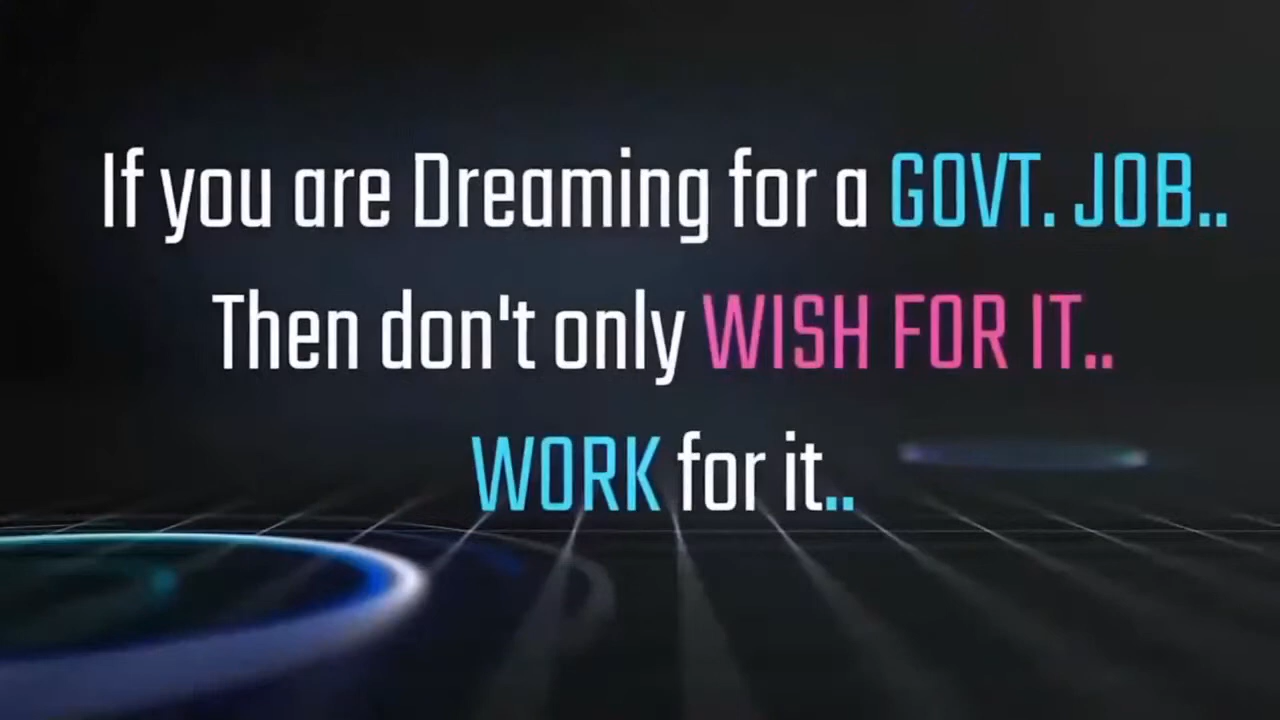 If you are Dreaming for a GOVT. JOB..
Then don't only WISH FOR IT..
WORK for it..